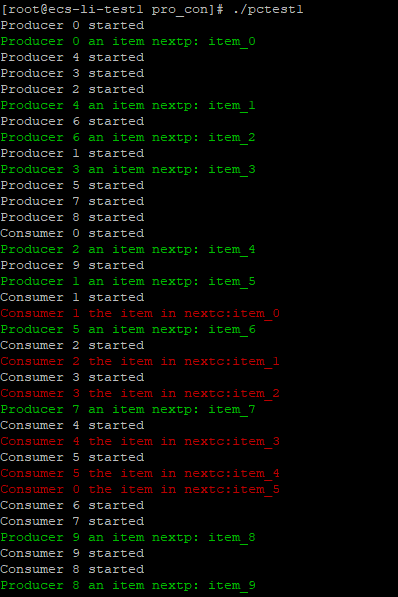 [root@ecs-li-test1 pro_con]# ./pctest1
Producer 0 started
Producer 0 an item nextp: item_0
Producer 4 started
Producer 3 started
Producer 2 started
Producer 4 an item nextp: item_1
Producer 6 started
Producer 6 an item nextp: item_2
Producer 1 started
Producer 3 an item nextp: item_3
Producer 5 started
Producer 7 started
Producer 8 started
Consumer 0 started
Producer 2 an item nextp: item_4
Producer 9 started
Producer 1 an item nextp: item_5
Consumer 1 started
Consumer 1 the item in nextc:item_0
Producer 5 an item nextp: item_6
Consumer 2 started
Consumer 2 the item in nextc:item_1
Consumer 3 started
Consumer 3 the item in nextc:item_2
Producer 7 an item nextp: item_7
Consumer 4 started
Consumer 4 the item in nextc:item_3
Consumer 5 started
Consumer 5 the item in nextc:item_4
Consumer 0 the item in nextc:item_5
Consumer 6 started
Consumer 7 started
Producer 9 an item nextp: item_8
Consumer 9 started
Consumer 8 started
Producer 8 an item nextp: item_9